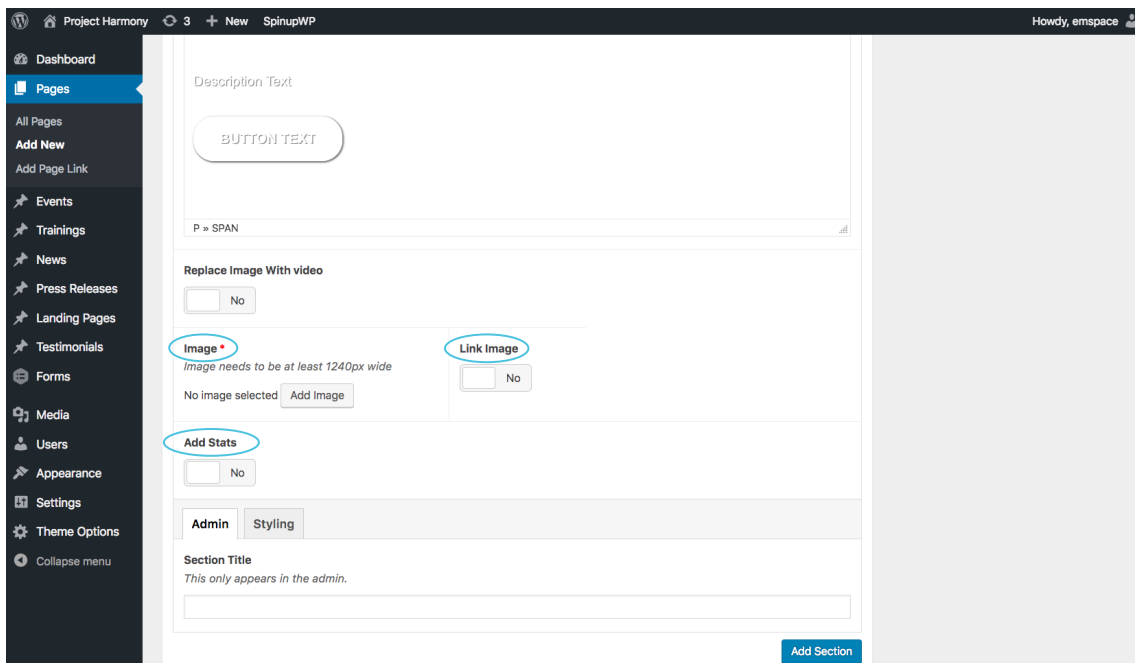 Project Harmony 3 New SpinupWP Howdy, emspace
Dashboard
Pages
All Pages
Add New
Add Page Link
Events
Trainings
News
Press Releases
Landing Pages
Testimonials
Forms
Media
Users
Appearance
Settings
Theme Options
Collapse menu
Description Text
BUTTON TEXT
P » SPAN
Replace Image With video
No
Image *
Image needs to be at least 1240px wide
No image selected Add Image
Link Image
No
Add Stats
No
Admin Styling
Section Title
This only appears in the admin.
Add Section